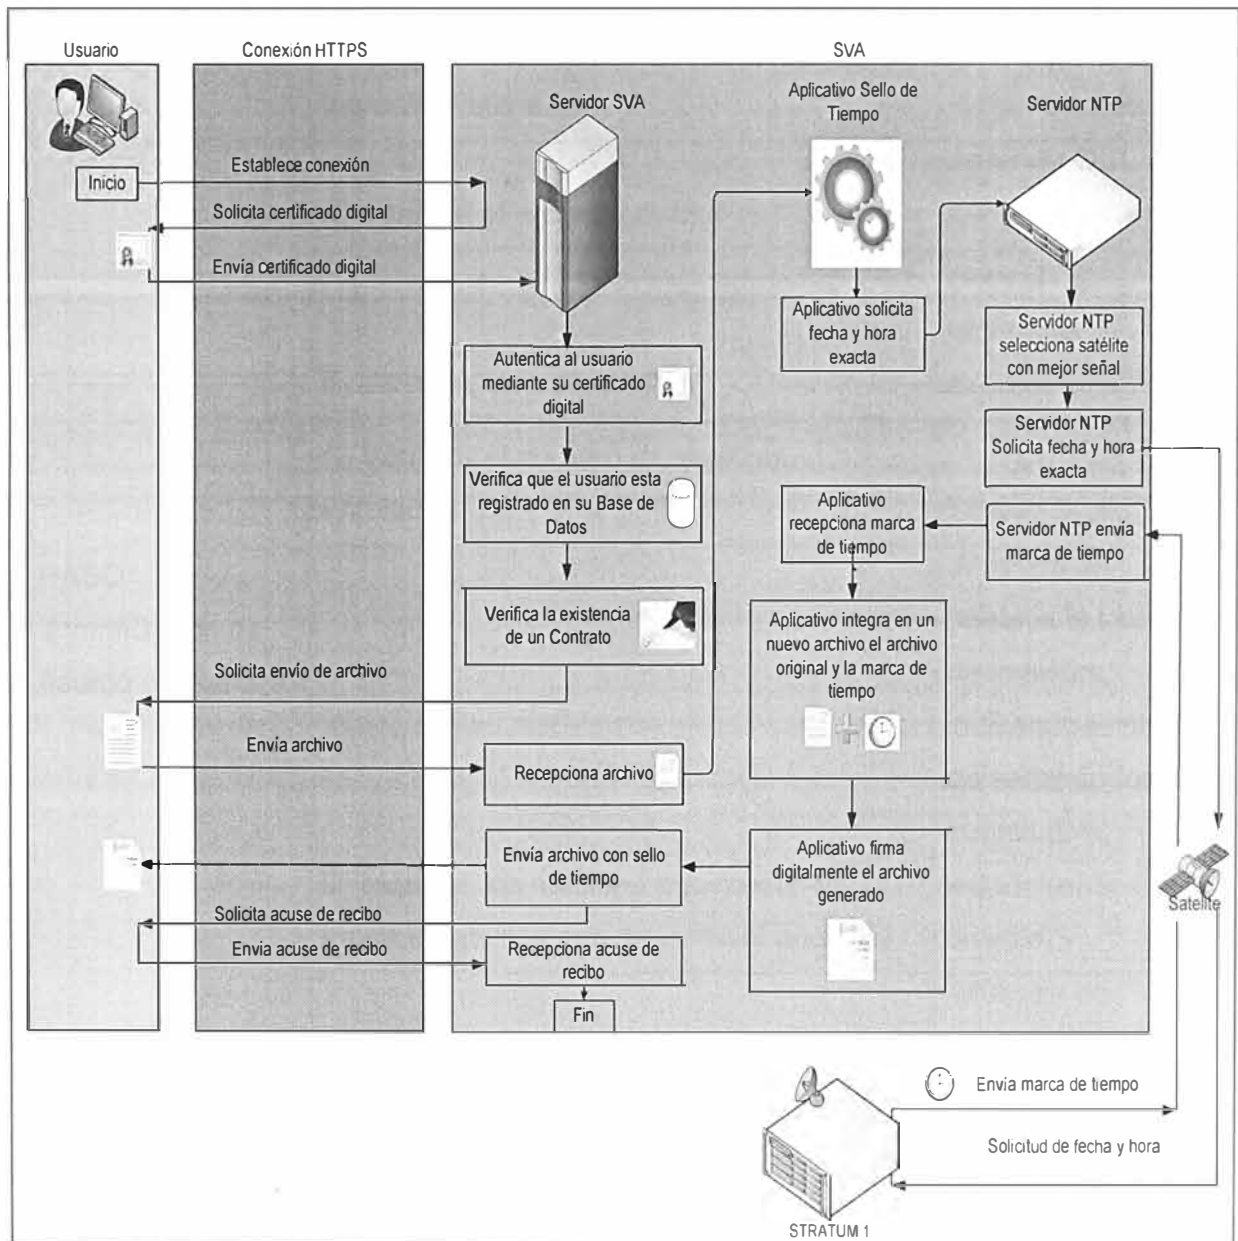 Usuario
Conexión HTTPS
SVA
Servidor SVA
Aplicativo Sello de
Tiempo
Servidor NTP
Inicio
Establece conexión
Solicita certificado digital
Envía certificado digital
Autentica al usuario
mediante su certificado
digital
Verifica que el usuario esta
registrado en su Base de
Datos
Verifica la existencia
de un Contrato
Solicita envío de archivo
Envía archivo
Recepciona archivo
Aplicativo solicita
fecha y hora
exacta
Servidor NTP
selecciona satélite
con mejor señal
Servidor NTP
Solicita fecha y hora
exacta
Servidor NTP envía
marca de tiempo
Aplicativo
recepciona marca
de tiempo
Aplicativo integra en un
nuevo archivo el archivo
original y la marca de
tiempo
Aplicativo firma
digitalmente el archivo
generado
Envía archivo con sello
de tiempo
Solicita acuse de recibo
Envia acuse de recibo
Recepciona acuse de
recibo
Fin
Satelite
Envia marca de tiempo
Solicitud de fecha y hora
STRATUM 1